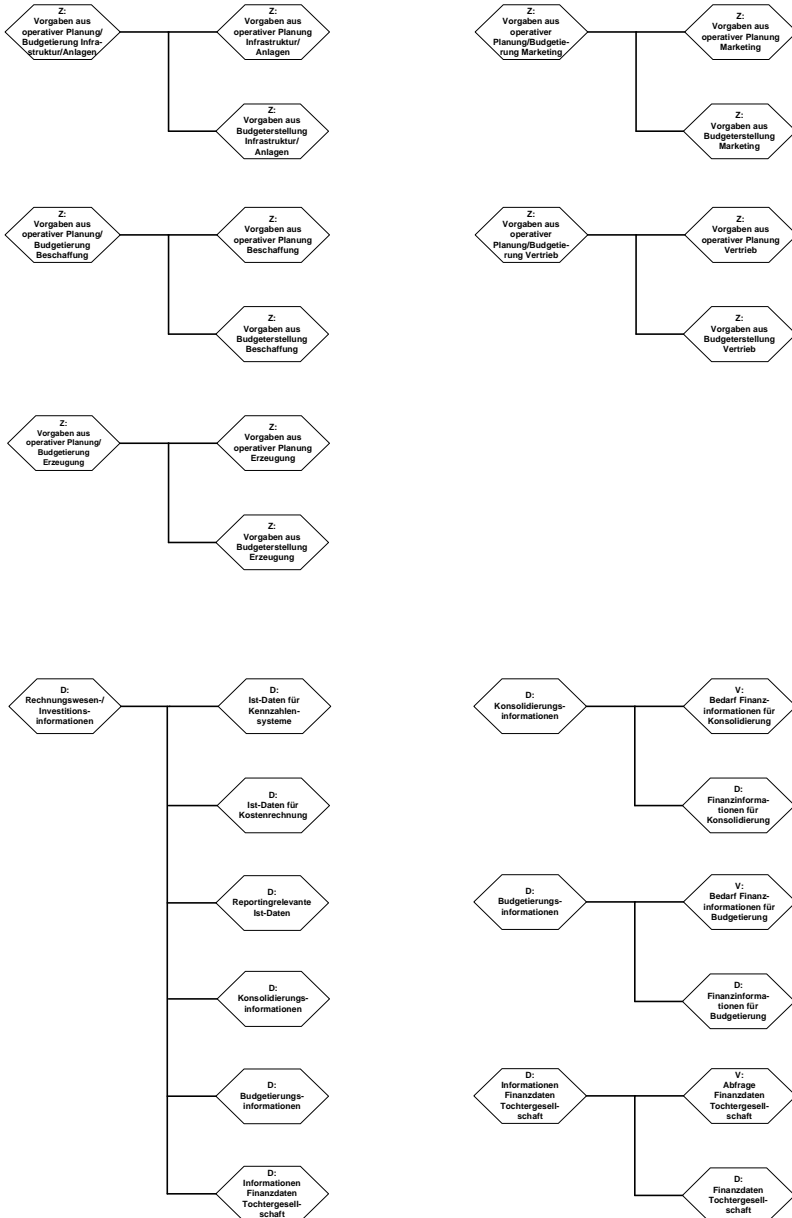 Z:
Vorgaben aus
operativer Planung/
Budgetierung Infra-
struktur/Anlagen
Z:
Vorgaben aus
operativer Planung
Infrastruktur/
Anlagen
Z:
Vorgaben aus
Budgeterstellung
Infrastruktur/
Anlagen
Z:
Vorgaben aus
operativer
Planung/Budgetie-
rung Marketing
Z:
Vorgaben aus
operativer Planung
Marketing
Z:
Vorgaben aus
Budgeterstellung
Marketing
Z:
Vorgaben aus
operativer Planung/
Budgetierung
Beschaffung
Z:
Vorgaben aus
operativer Planung
Beschaffung
Z:
Vorgaben aus
Budgeterstellung
Beschaffung
Z:
Vorgaben aus
operativer
Planung/Budgetie-
rung Vertrieb
Z:
Vorgaben aus
operativer Planung
Vertrieb
Z:
Vorgaben aus
Budgeterstellung
Vertrieb
Z:
Vorgaben aus
operativer Planung/
Budgetierung
Erzeugung
Z:
Vorgaben aus
operativer Planung
Erzeugung
Z:
Vorgaben aus
Budgeterstellung
Erzeugung
D:
Rechnungswesen-/
Investitions-
informationen
D:
Ist-Daten für
Kennzahlen-
systeme
D:
Ist-Daten für
Kostenrechnung
D:
Reportingrelevante
Ist-Daten
D:
Konsolidierungs-
informationen
D:
Budgetierungs-
informationen
D:
Informationen
Finanzdaten
Tochtergesell-
schaft
D:
Konsolidierungs-
informationen
V:
Bedarf Finanz-
informationen für
Konsolidierung
D:
Finanzinforma-
tionen für
Konsolidierung
D:
Budgetierungs-
informationen
V:
Bedarf Finanz-
informationen für
Budgetierung
D:
Finanzinforma-
tionen für
Budgetierung
D:
Informationen
Finanzdaten
Tochtergesell-
schaft
V:
Abfrage
Finanzdaten
Tochtergesell-
schaft
D:
Finanzdaten
Tochtergesell-
schaft